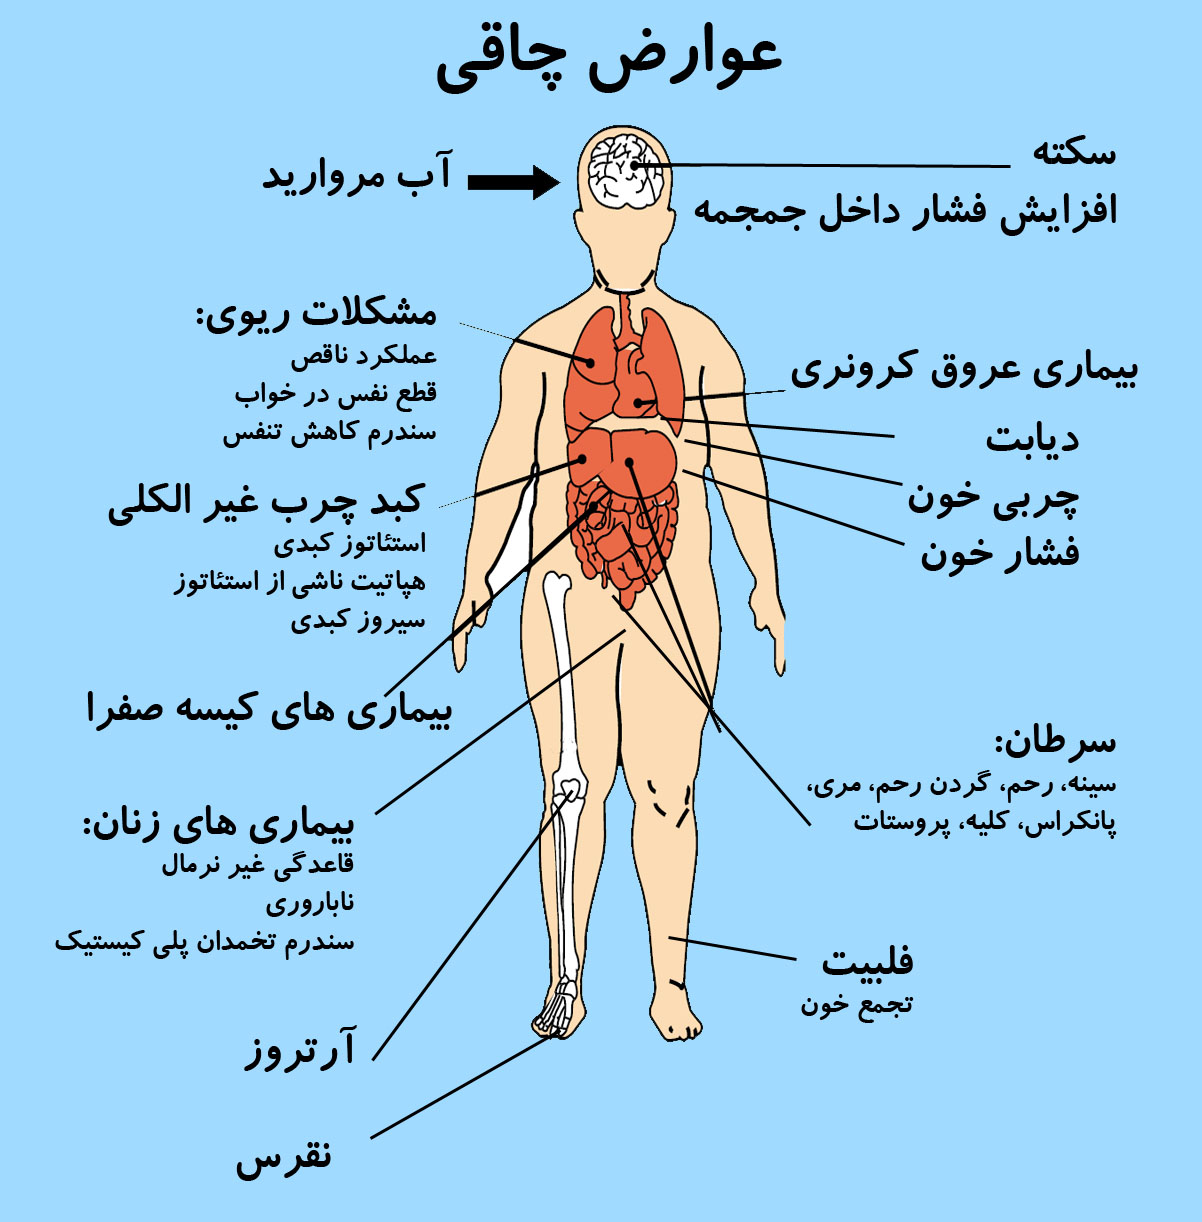 عوارض چاقی
سکته
افزایش فشار داخل جمجمه
آب مروارید
مشکلات ریوی:
عملکرد ناقص
قطع نفس در خواب
سندرم کاهش تنفس
بیماری عروق کرونری
دیابت
چربی خون
فشار خون
کبد چرب غیر الکلی
استئاتوز کبدی
هپاتیت ناشی از استئاتوز
سیروز کبدی
بیماری های کیسه صفرا
سرطان:
سینه، رحم، گردن رحم، مری،
پانکراس، کلیه، پروستات
بیماری های زنان:
قاعدگی غیر نرمال
ناباروری
سندرم تخمدان پلی کیستیک
فلبیت
تجمع خون
آرتروز
نقرس